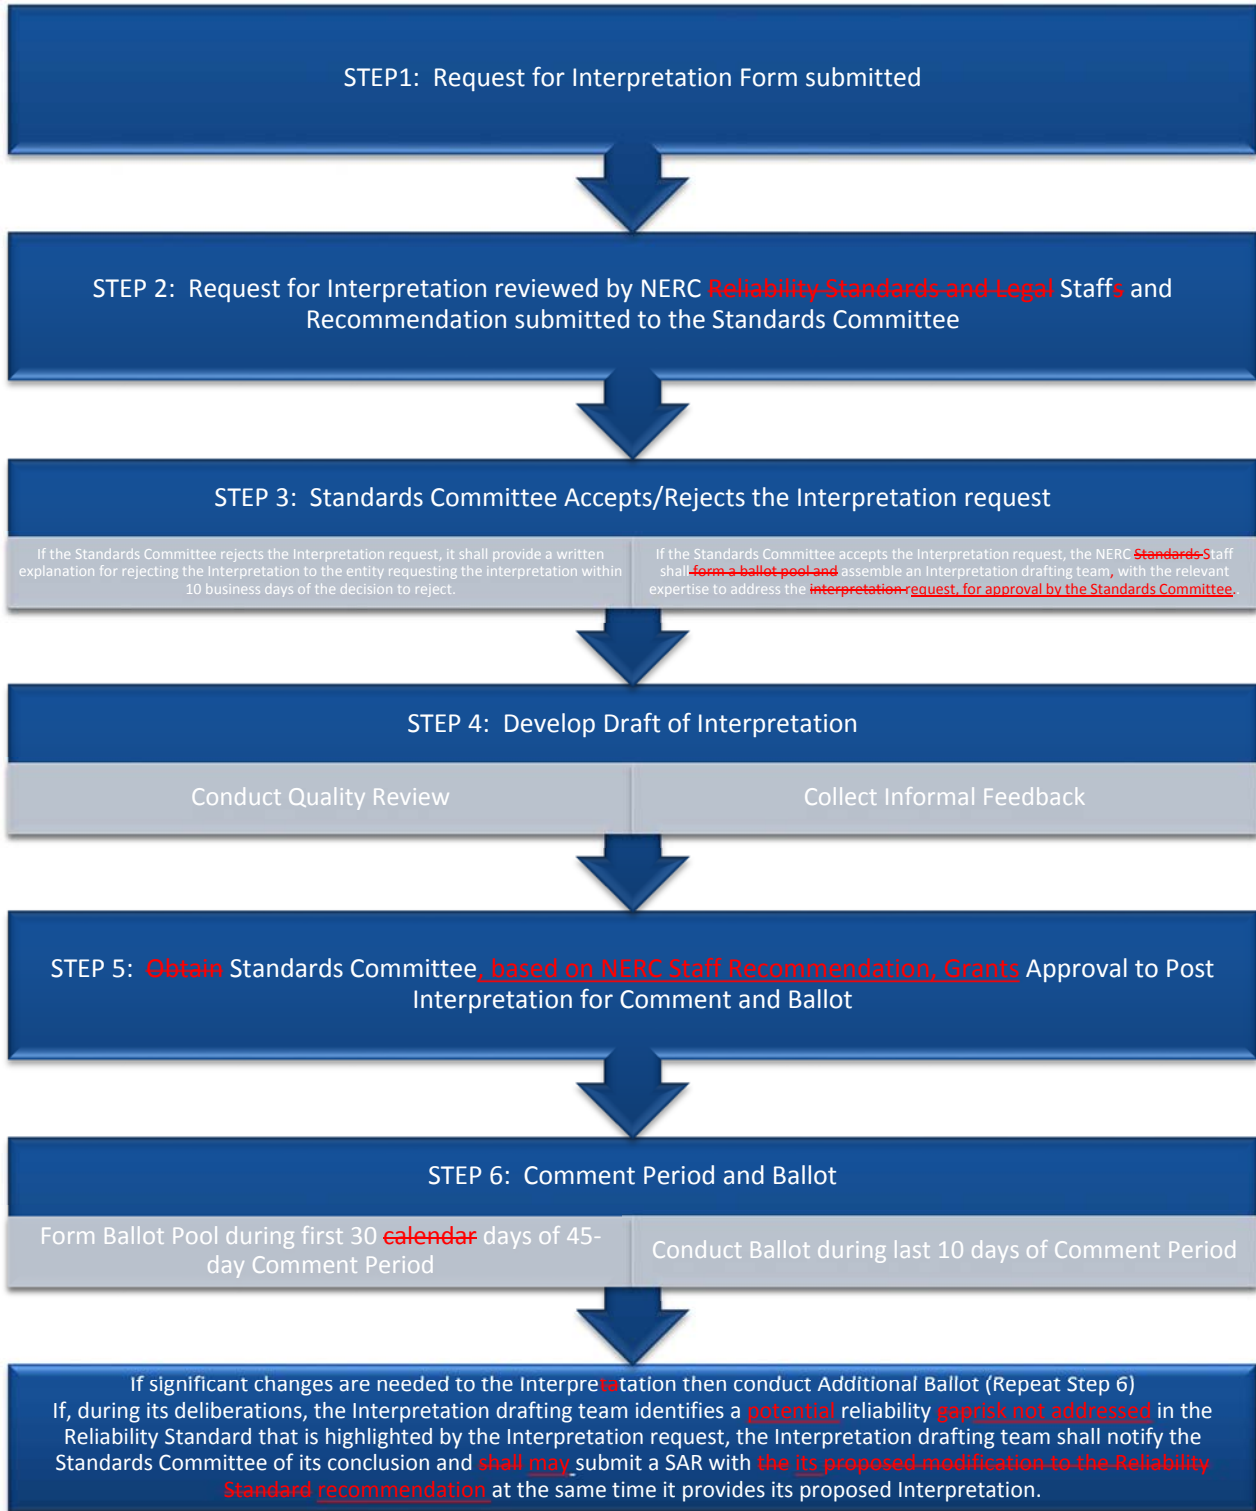 STEP1: Request for Interpretation Form submitted
STEP 2: Request for Interpretation reviewed by NERC Reliability Standards and Legal Staffs and
Recommendation submitted to the Standards Committee
STEP 3: Standards Committee Accepts/Rejects the Interpretation request
If the Standards Committee rejects the Interpretation request, it shall provide a written
explanation for rejecting the Interpretation to the entity requesting the interpretation within
10 business days of the decision to reject.
If the Standards Committee accepts the Interpretation request, the NERC Standards Staff
shall form a ballot pool and assemble an Interpretation drafting team, with the relevant
expertise to address the interpretation request, for approval by the Standards Committee..
STEP 4: Develop Draft of Interpretation
Conduct Quality Review
Collect Informal Feedback
STEP 5: Obtain Standards Committee, based on NERC Staff Recommendation, Grants Approval to Post
Interpretation for Comment and Ballot
STEP 6: Comment Period and Ballot
Form Ballot Pool during first 30 calendar days of 45-
day Comment Period
Conduct Ballot during last 10 days of Comment Period
If significant changes are needed to the Interpretatation then conduct Additional Ballot (Repeat Step 6)
If, during its deliberations, the Interpretation drafting team identifies a potential reliability gaprisk not addressed in the
Reliability Standard that is highlighted by the Interpretation request, the Interpretation drafting team shall notify the
Standards Committee of its conclusion and shall may submit a SAR with the its proposed modification to the Reliability
Standard recommendation at the same time it provides its proposed Interpretation.